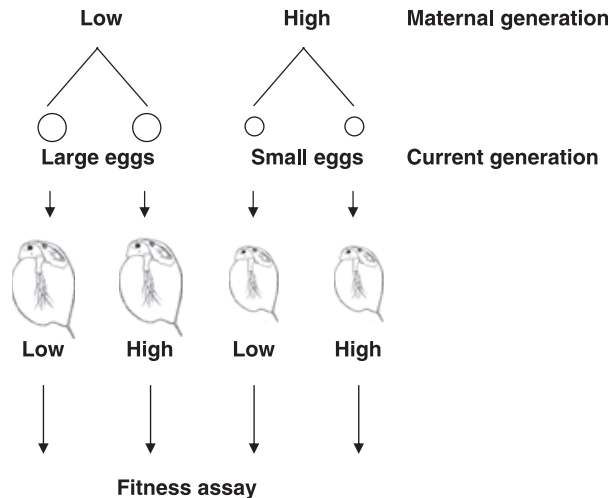 Low High Maternal generation
Large eggs Small eggs Current generation
Low High Low High
Fitness assay